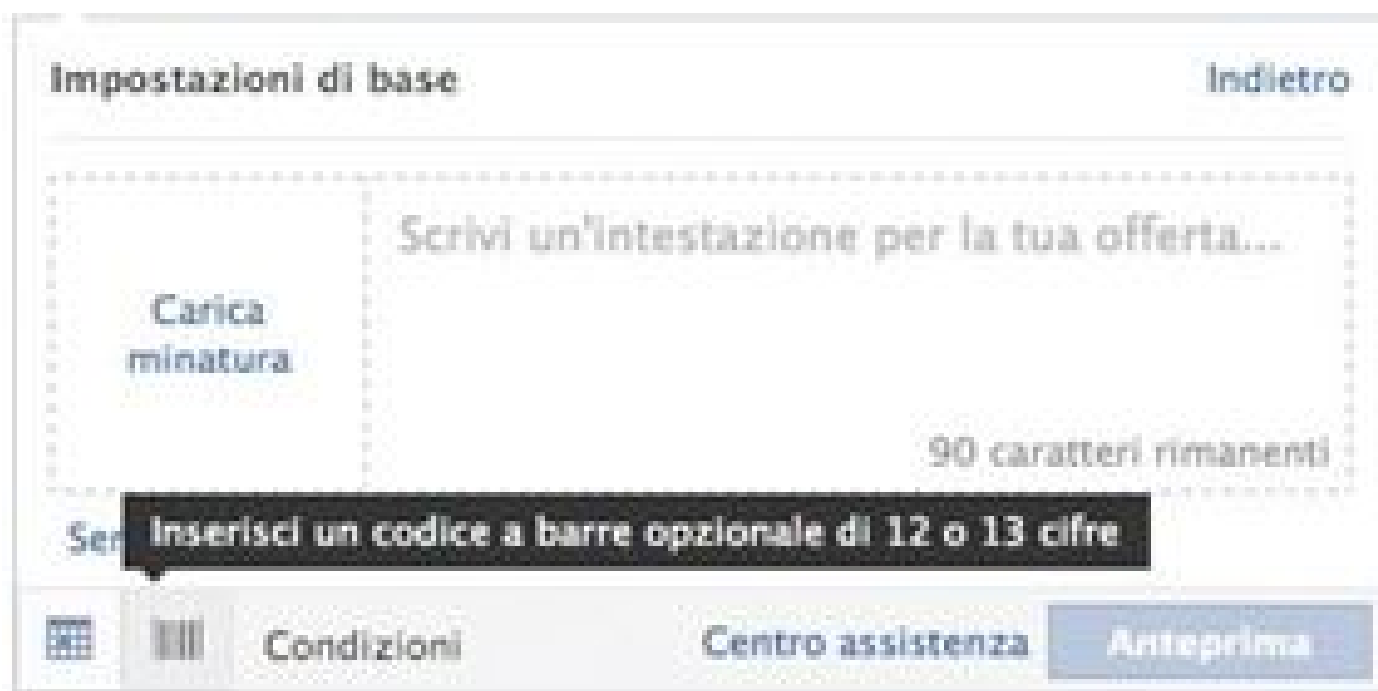 Impostazioni di base
Indietro
Scrivi un'intestazione per la tua offerta...
Carica
minatura
90 caratteri rimanenti
Inserisci un codice a barre opzionale di 12 o 13 cifre
Condizioni
Centro assistenza
Anteprima